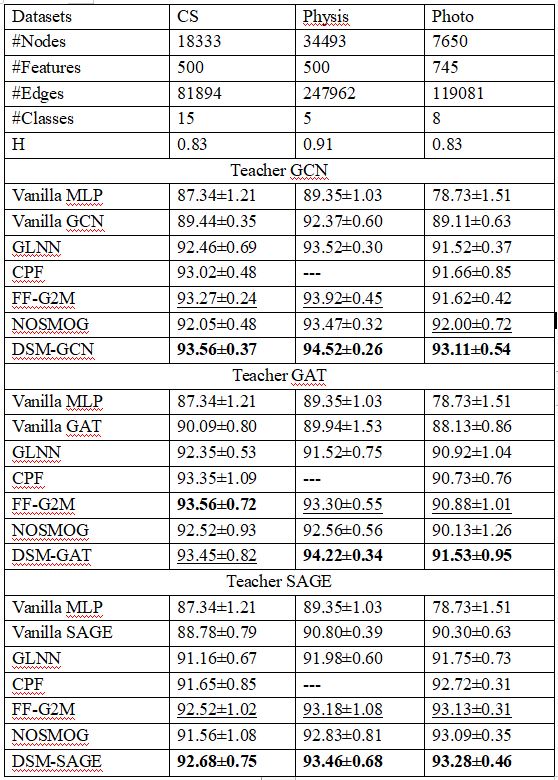 Datasets CS Physis Photo
#Nodes 18333 34493 7650
#Features 500 500 745
#Edges 81894 247962 119081
#Classes 15 5 8
H 0.83 0.91 0.83
Teacher GCN
Vanilla MLP 87.34±1.21 89.35±1.03 78.73±1.51
Vanilla GCN 89.44±0.35 92.37±0.60 89.11±0.63
GLNN 92.46±0.69 93.52±0.30 91.52±0.37
CPF 93.02±0.48 --- 91.66±0.85
FF-G2M 93.27±0.24 93.92±0.45 91.62±0.42
NOSMOG 92.05±0.48 93.47±0.32 92.00±0.72
DSM-GCN 93.56±0.37 94.52±0.26 93.11±0.54
Teacher GAT
Vanilla MLP 87.34±1.21 89.35±1.03 78.73±1.51
Vanilla GAT 90.09±0.80 89.94±1.53 88.13±0.86
GLNN 92.35±0.53 91.52±0.75 90.92±1.04
CPF 93.35±1.09 --- 90.73±0.76
FF-G2M 93.56±0.72 93.30±0.55 90.88±1.01
NOSMOG 92.52±0.93 92.56±0.56 90.13±1.26
DSM-GAT 93.45±0.82 94.22±0.34 91.53±0.95
Teacher SAGE
Vanilla MLP 87.34±1.21 89.35±1.03 78.73±1.51
Vanilla SAGE 88.78±0.79 90.80±0.39 90.30±0.63
GLNN 91.16±0.67 91.98±0.60 91.75±0.73
CPF 91.65±0.85 --- 92.72±0.31
FF-G2M 92.52±1.02 93.18±1.08 93.13±0.31
NOSMOG 91.56±1.08 92.83±0.81 93.09±0.35
DSM-SAGE 92.68±0.75 93.46±0.68 93.28±0.46